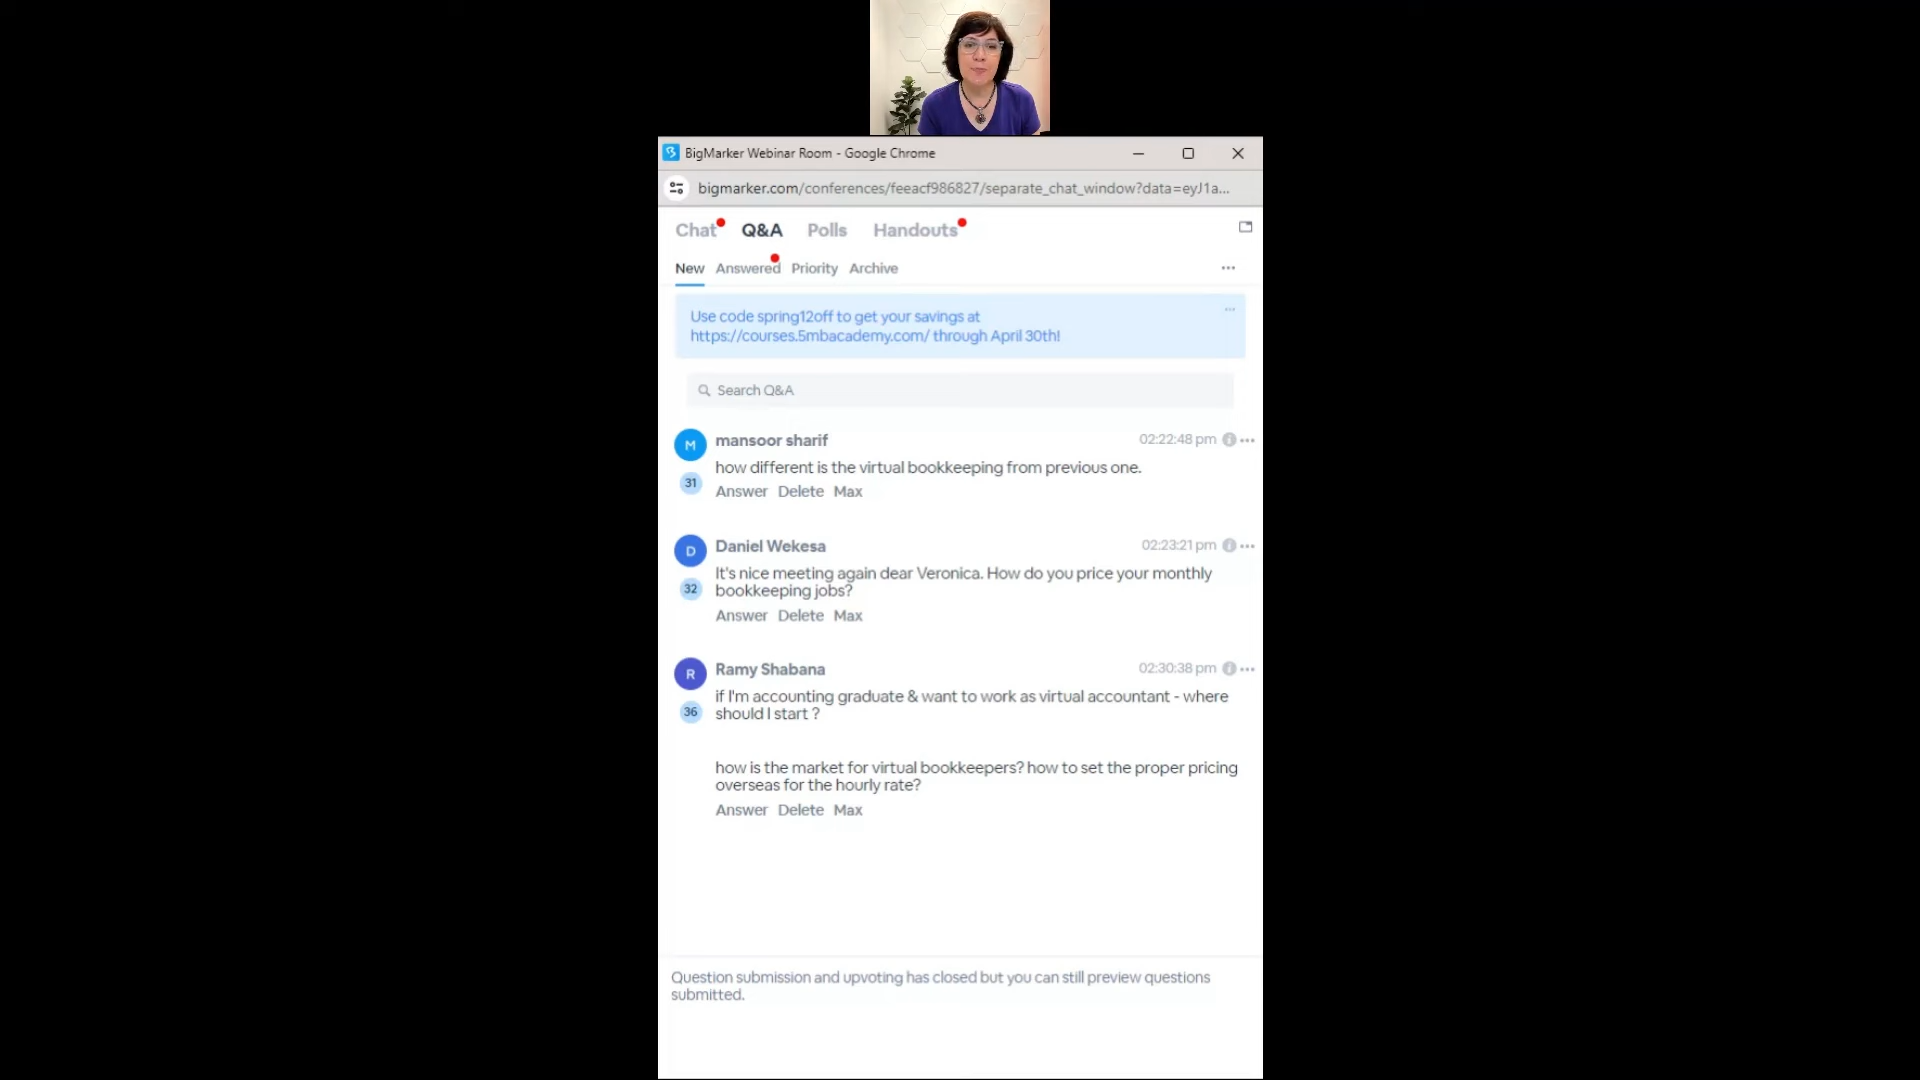 BigMarker Webinar Room - Google Chrome
bigmarker.com/conferences/feeacf986827/separate_chat_window?data=eyJ1a...
Chat Q&A Polls Handouts
New Answered Priority Archive
Use code spring12off to get your savings at
https://courses.5mbacademy.com/ through April 30th!
Search Q&A
M mansoor sharif 02:22:48 pm
how different is the virtual bookkeeping from previous one.
31
Answer Delete Max
D Daniel Wekesa 02:23:21 pm
It's nice meeting again dear Veronica. How do you price your monthly
32 bookkeeping jobs?
Answer Delete Max
R Ramy Shabana 02:30:38 pm
if I'm accounting graduate & want to work as virtual accountant - where
36 should I start ?
how is the market for virtual bookkeepers? how to set the proper pricing
overseas for the hourly rate?
Answer Delete Max
Question submission and upvoting has closed but you can still preview questions
submitted.